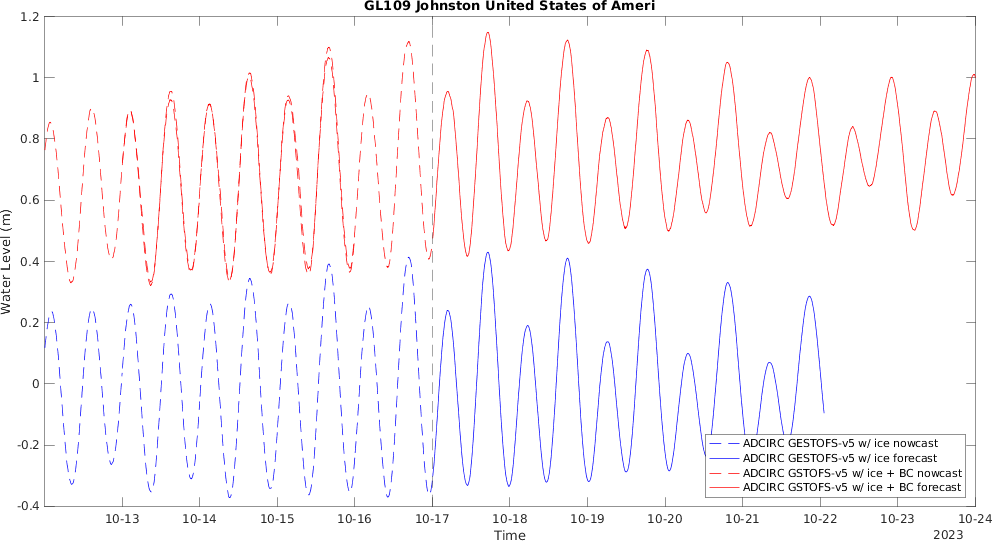 GL109 Johnston United States of Ameri
1.2
1
0.8
0.6
0.4
0.2
0
-0.2
-0.4
Water Level (m)
ADCIRC GESTOFS-v5 w/ ice nowcast
ADCIRC GESTOFS-v5 w/ ice forecast
ADCIRC GSTOFS-v5 w/ ice + BC nowcast
ADCIRC GSTOFS-v5 w/ ice + BC forecast
10-13 10-14 10-15 10-16 10-17 10-18 10-19 10-20 10-21 10-22 10-23 10-24
Time
2023